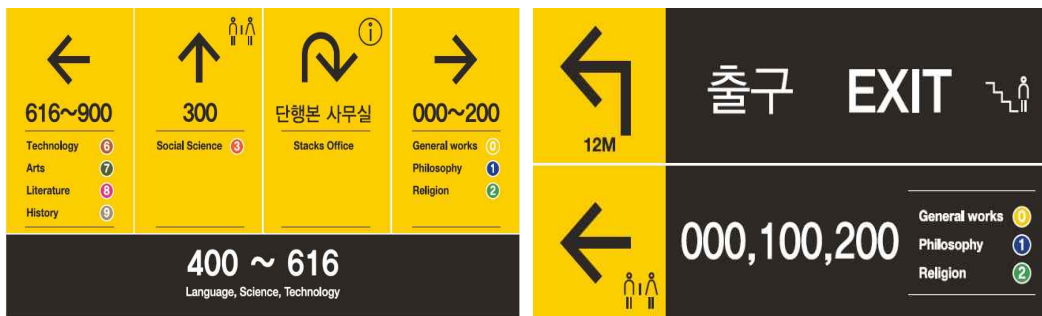 616~900
Technology 6
Arts 7
Literature 8
History 9
300
Social Science 3
단행본 사무실
Stacks Office
000~200
General works 0
Philosophy 1
Religion 2
400 ~ 616
Language, Science, Technology
12M
출구 EXIT
000,100,200
General works 0
Philosophy 1
Religion 2